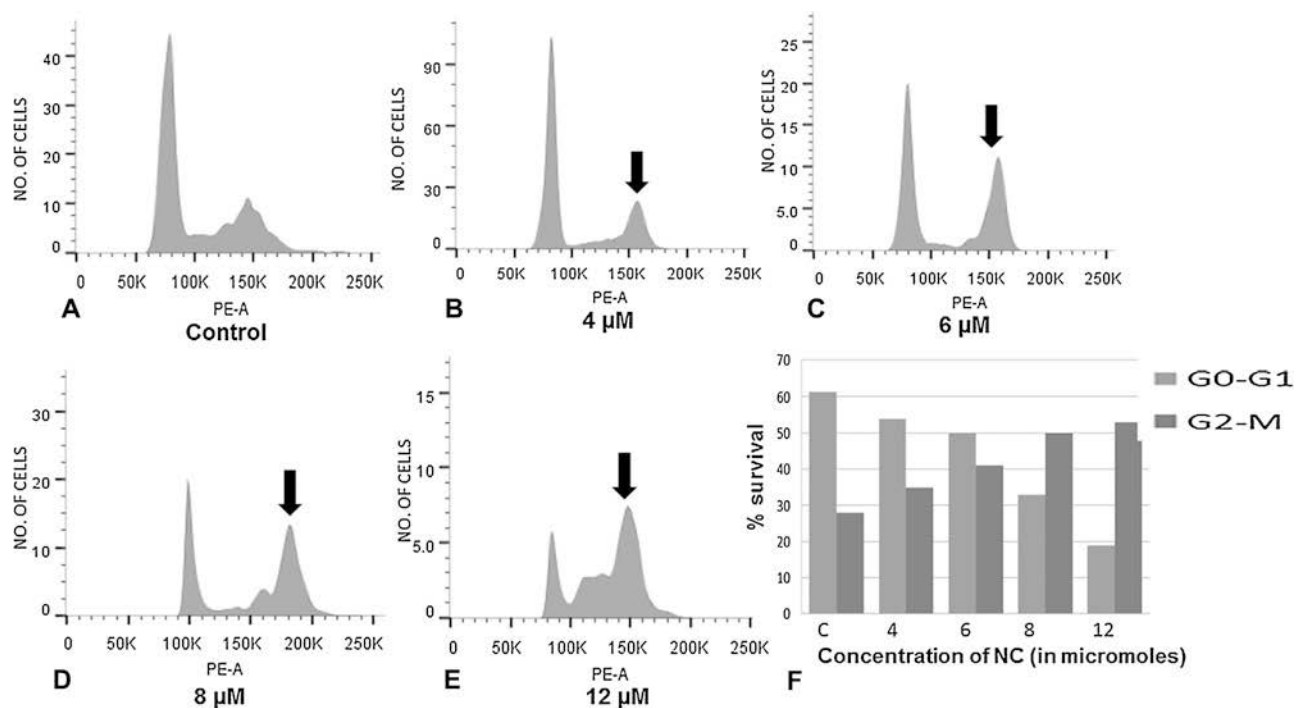 NO. OF CELLS
40
30
20
10
0
0 50K 100K 150K 200K 250K
PE-A
A
Control
NO. OF CELLS
90
60
30
0
0 50K 100K 150K 200K 250K
PE-A
B
4 µM
NO. OF CELLS
25
20
15
10
5.0
0
0 50K 100K 150K 200K 250K
PE-A
C
6 µM
NO. OF CELLS
30
20
10
0
0 50K 100K 150K 200K 250K
PE-A
D
8 µM
NO. OF CELLS
15
10
5.0
0
0 50K 100K 150K 200K 250K
PE-A
E
12 µM
% survival
70
60
50
40
30
20
10
0
C 4 6 8 12
Concentration of NC (in micromoles)
F
G0-G1
G2-M